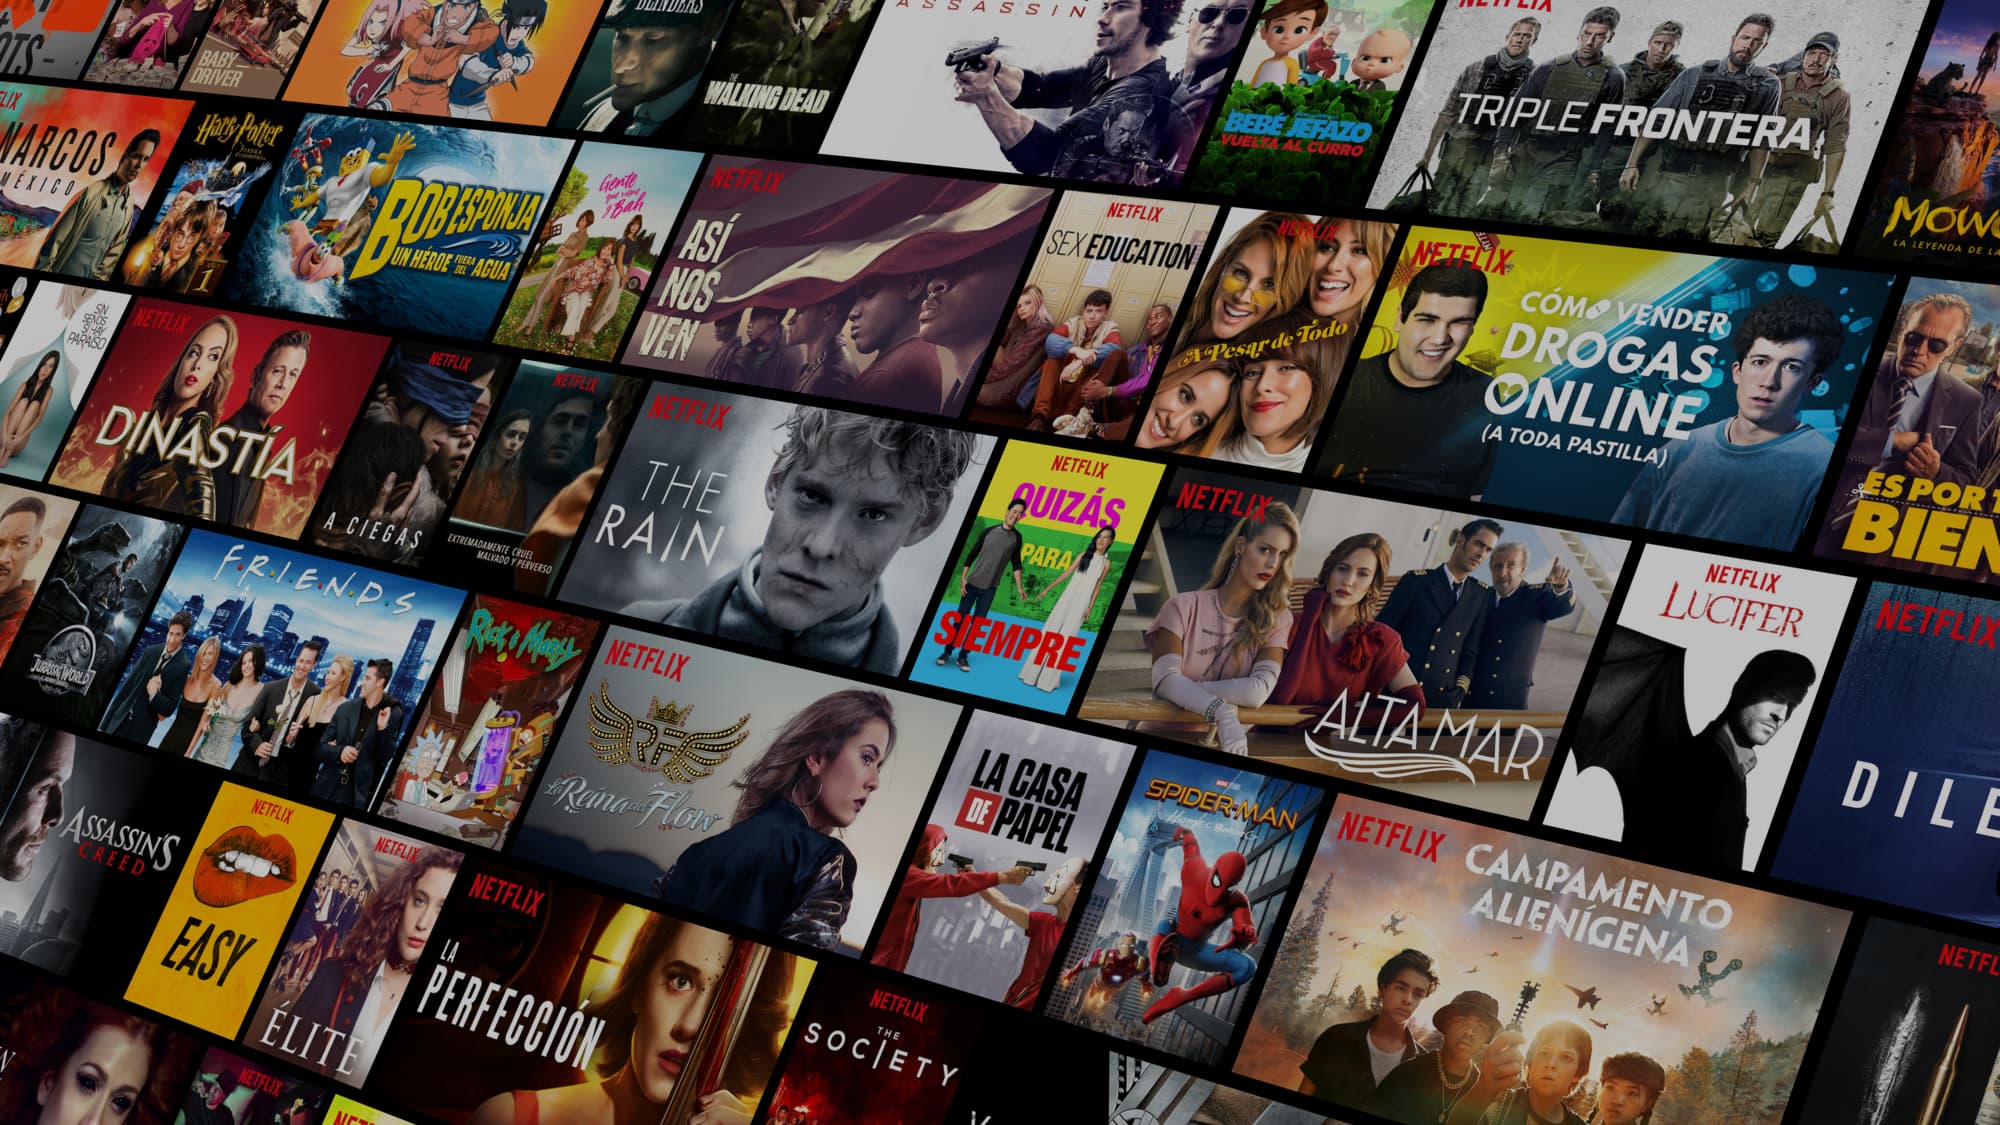 BABY
DRIVER
BLINDERS
THE
WALKING DEAD
ASSASSIN
BEBÉ JEFAZO
VUELTA AL CURRO
NETFLIX
TRIPLE FRONTERA
NARCOS
MÉXICO
Harry Potter
1
BOB ESPONJA
UN HÉROE FUERA
DEL AGUA
Gente
que viene
y Bah
NETFLIX
ASÍ
NOS
VEN
NETFLIX
SEX EDUCATION
NETFLIX
A Pesar de Todo
NETFLIX
CÓMO VENDER
DROGAS
ONLINE
(A TODA PASTILLA)
MOW
LA LEYENDA DE LA
SIN
SENOS
SÍ HAY
PARAÍSO
NETFLIX
DINASTÍA
NETFLIX
A CIEGAS
NETFLIX
EXTREMADAMENTE CRUEL
MALVADO Y PERVERSO
NETFLIX
THE
RAIN
NETFLIX
QUIZÁS
PARA
SIEMPRE
NETFLIX
ALTA MAR
NETFLIX
LUCIFER
ES POR T
BIEN
JURASSIC WORLD
F.R.I.E.N.D.S
Rick & Morty
NETFLIX
RF
La Reina del Flow
LA CASA
DE PAPEL
SPIDER-MAN
HOMECOMING
NETFLIX
CAMPAMENTO
ALIENÍGENA
NETFLIX
DILE
ASSASSIN'S
CREED
NETFLIX
EASY
NETFLIX
ÉLITE
NETFLIX
LA
PERFECCIÓN
NETFLIX
THE
SOCIETY
NETFL
NETFLIX